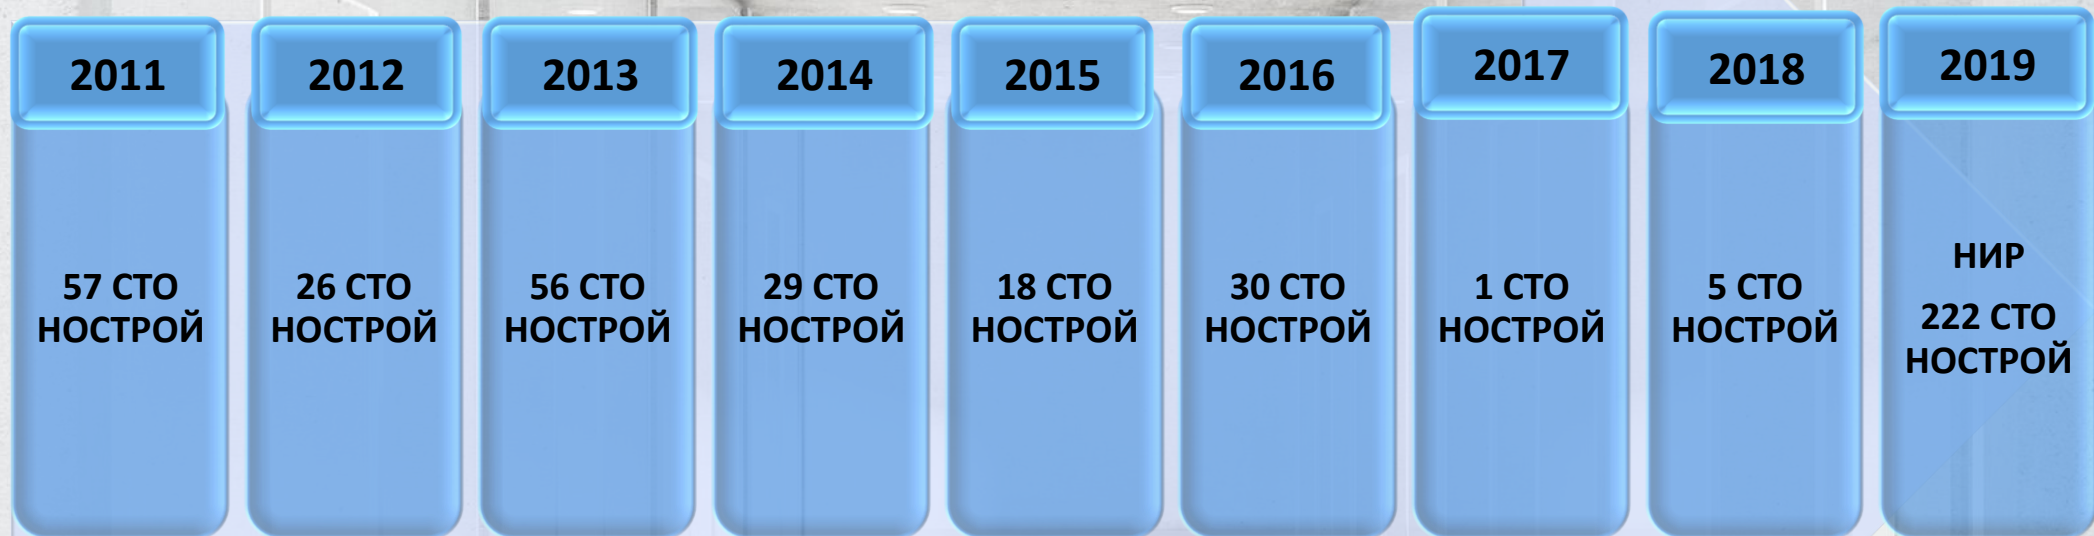 2011
57 СТО
НОСТРОЙ
2012
26 СТО
НОСТРОЙ
2013
56 СТО
НОСТРОЙ
2014
29 СТО
НОСТРОЙ
2015
18 СТО
НОСТРОЙ
2016
30 СТО
НОСТРОЙ
2017
1 СТО
НОСТРОЙ
2018
5 СТО
НОСТРОЙ
2019
НИР
222 СТО
НОСТРОЙ